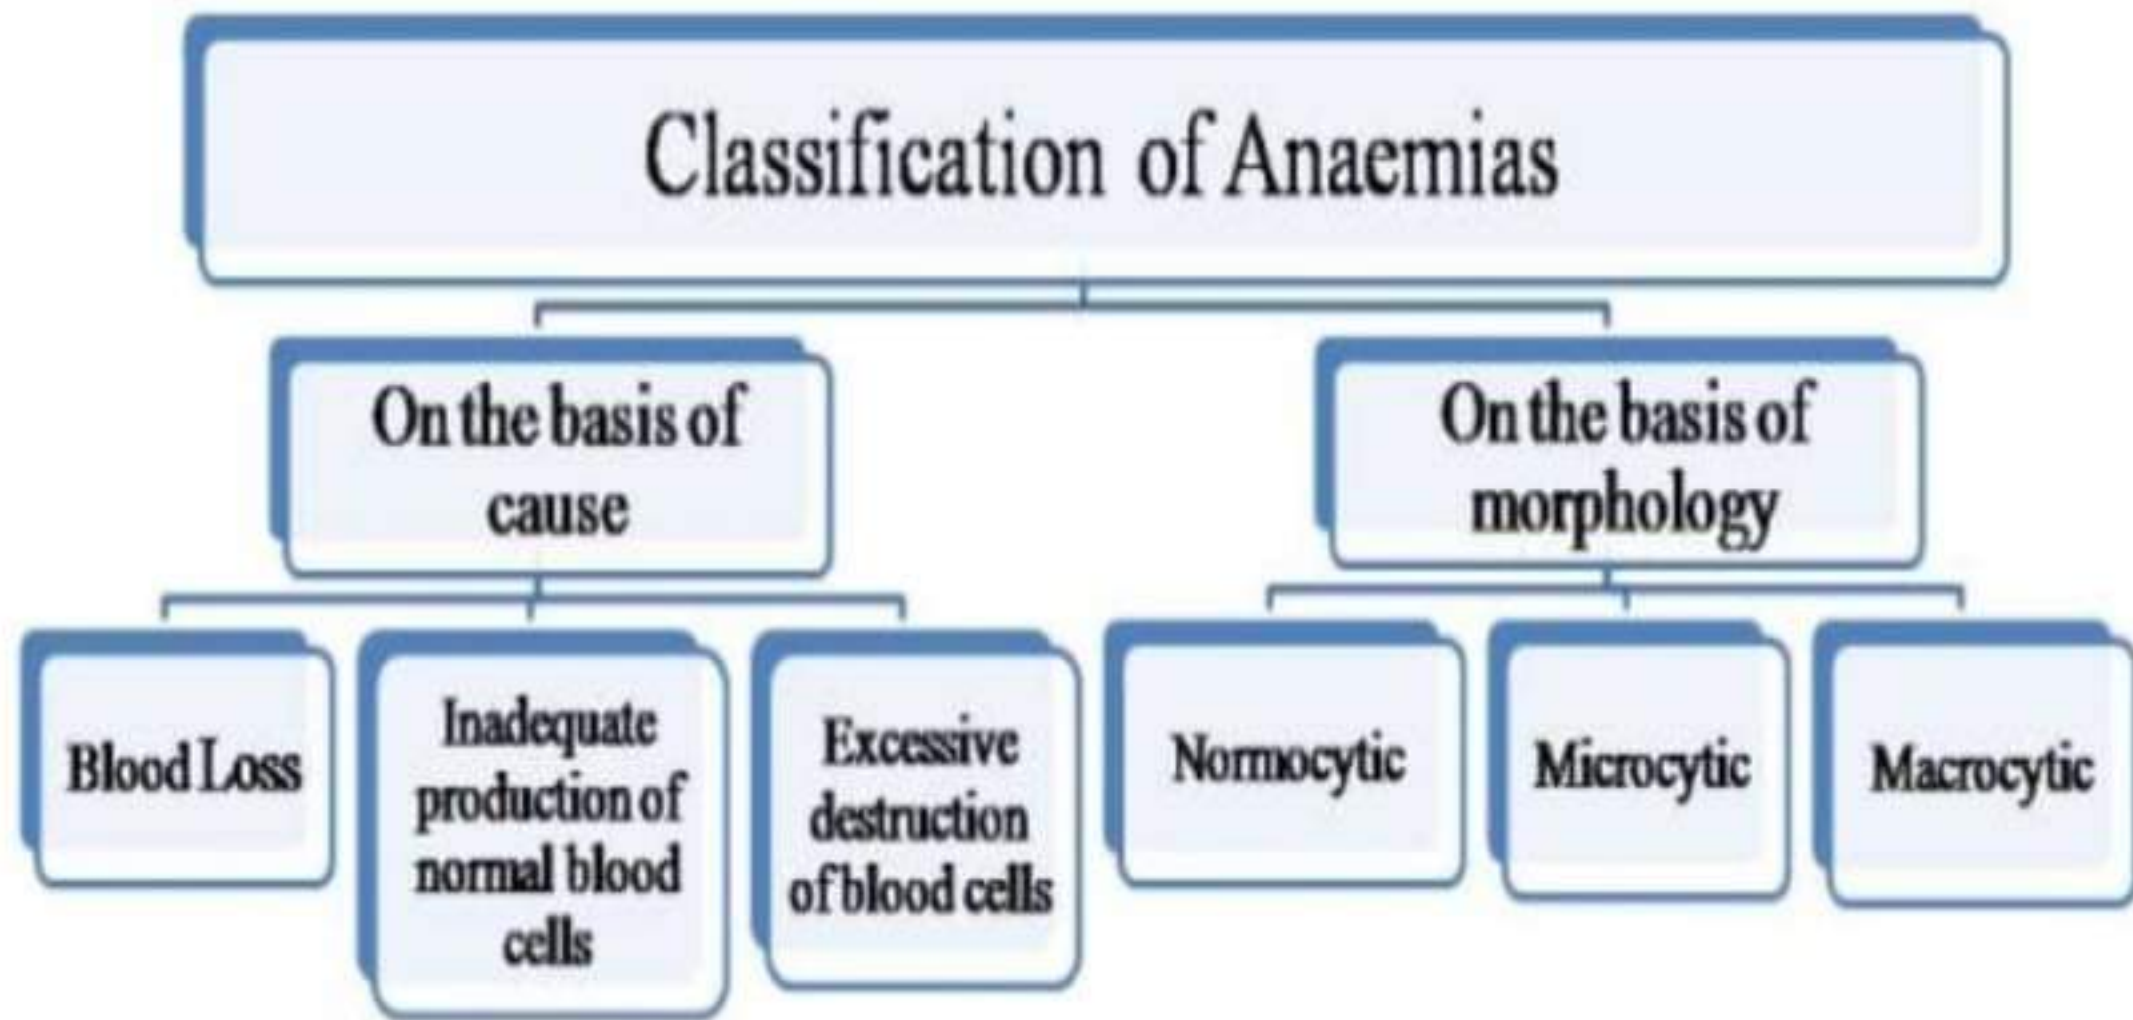 Classification of Anaemias
On the basis of
cause
On the basis of
morphology
Blood Loss
Inadequate
production of
normal blood
cells
Excessive
destruction
of blood cells
Normocytic
Microcytic
Macrocytic